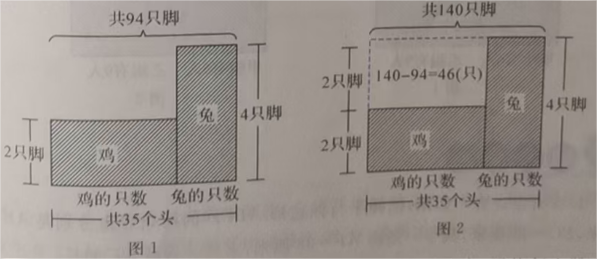 共94只脚
2只脚
鸡
兔
4只脚
鸡的只数 兔的只数
共35个头
图 1
共140只脚
2只脚
140-94=46(只)
2只脚
鸡
兔
4只脚
鸡的只数 兔的只数
共35个头
图 2